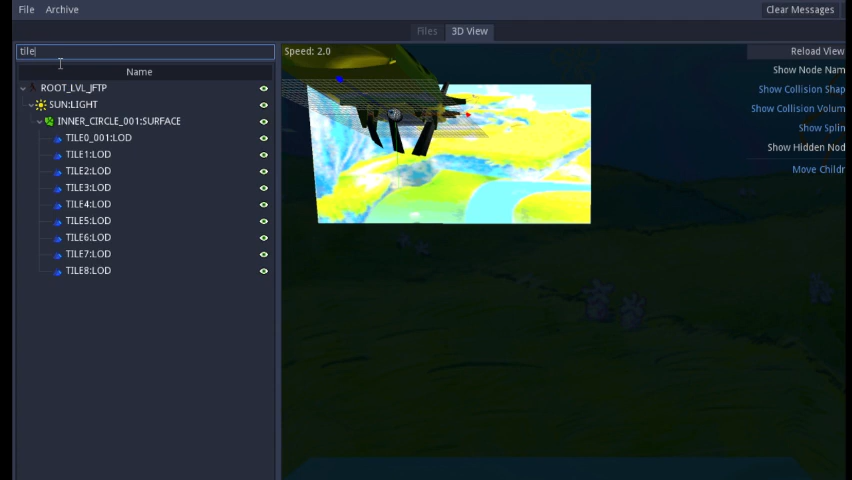 File Archive Clear Messages
Files 3D View
tile Speed: 2.0 Reload View
Name Show Node Nam
ROOT_LVL_JFTP Show Collision Shap
SUN:LIGHT Show Collision Volum
INNER_CIRCLE_001:SURFACE Show Splin
TILE0_001:LOD Show Hidden Nod
TILE1:LOD
TILE2:LOD Move Childr
TILE3:LOD
TILE4:LOD
TILE5:LOD
TILE6:LOD
TILE7:LOD
TILE8:LOD